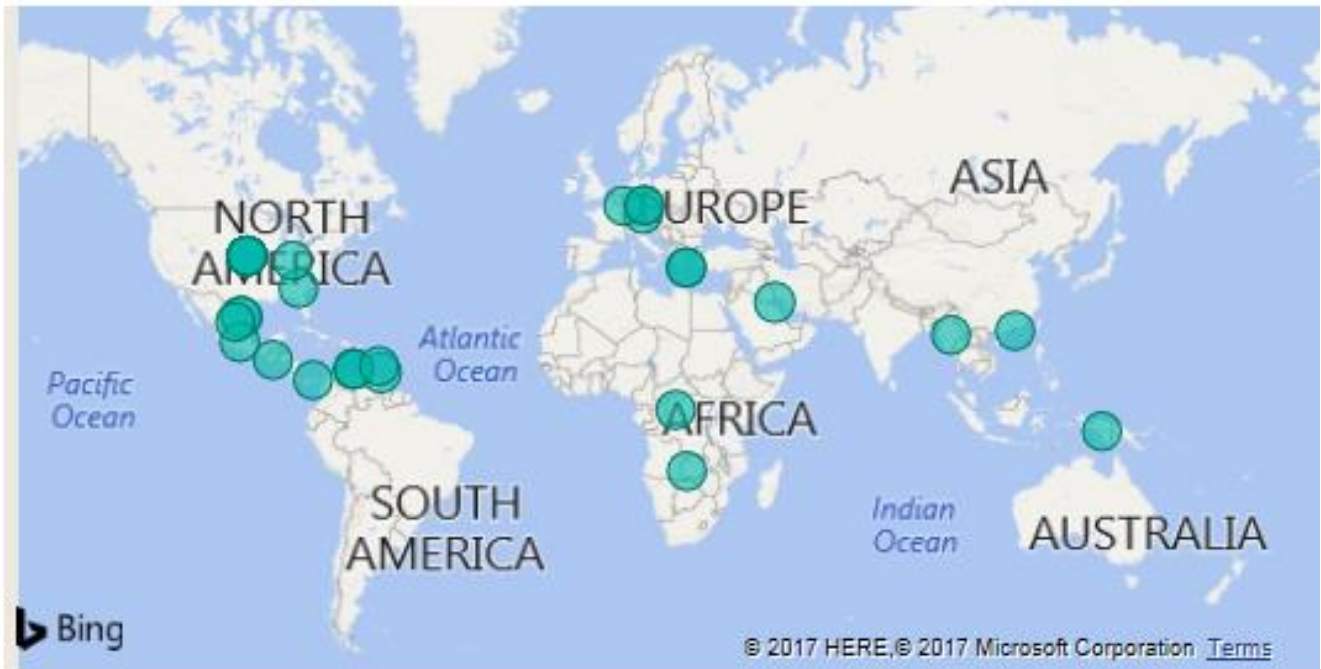 ASIA
NORTH
AMERICA
UROPE
Atlantic
Ocean
Pacific
Ocean
AFRICA
SOUTH
AMERICA
Indian
Ocean
AUSTRALIA
Bing
© 2017 HERE,© 2017 Microsoft Corporation Terms